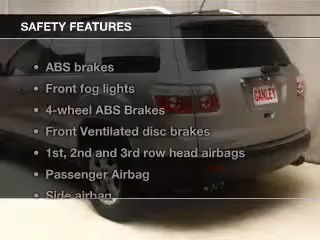 SAFETY FEATURES
• ABS brakes
• Front fog lights
• 4-wheel ABS Brakes
• Front Ventilated disc brakes
• 1st, 2nd and 3rd row head airbags
• Passenger Airbag
• Side airbag
GANLEY